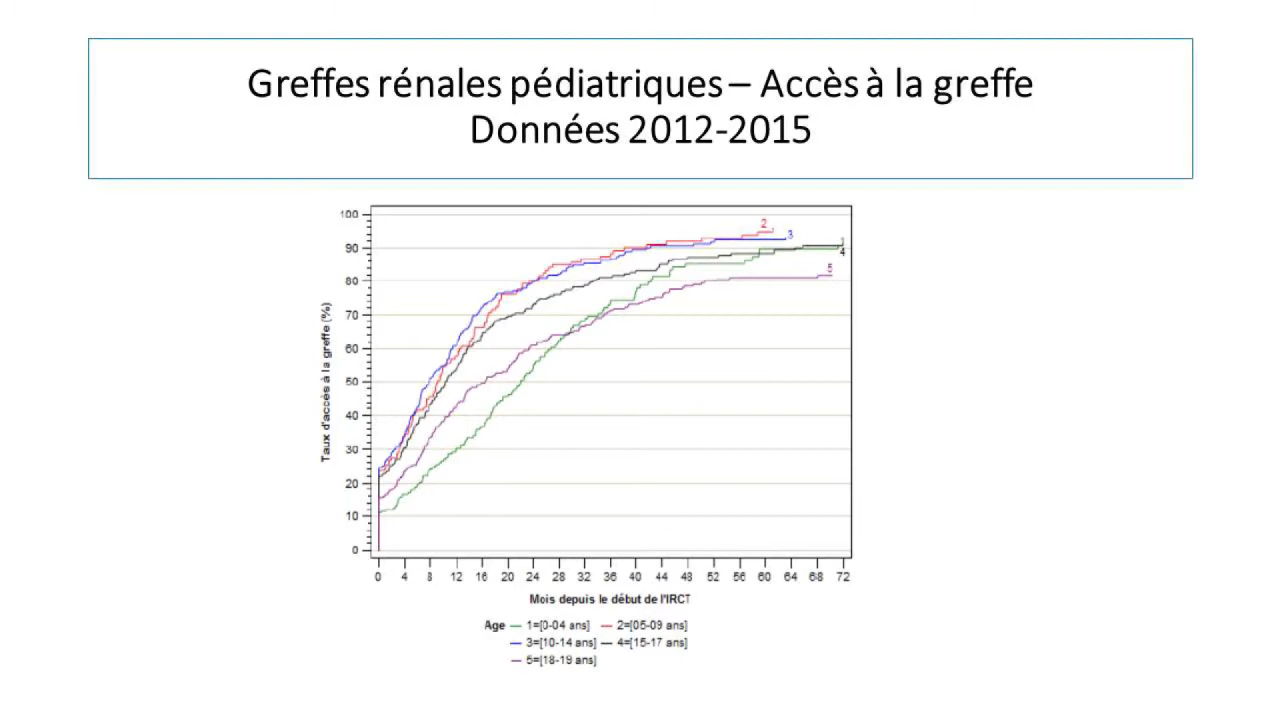 Greffes rénales pédiatriques – Accès à la greffe
Données 2012-2015
100
90
80
70
60
50
40
30
20
10
0
Taux d'accès à la greffe (%)
2
3
1
4
5
0 4 8 12 16 20 24 28 32 36 40 44 48 52 56 60 64 68 72
Mois depuis le début de l'IRCT
Age 1=[0-04 ans] 2=[05-09 ans]
3=[10-14 ans] 4=[15-17 ans]
5=[18-19 ans]